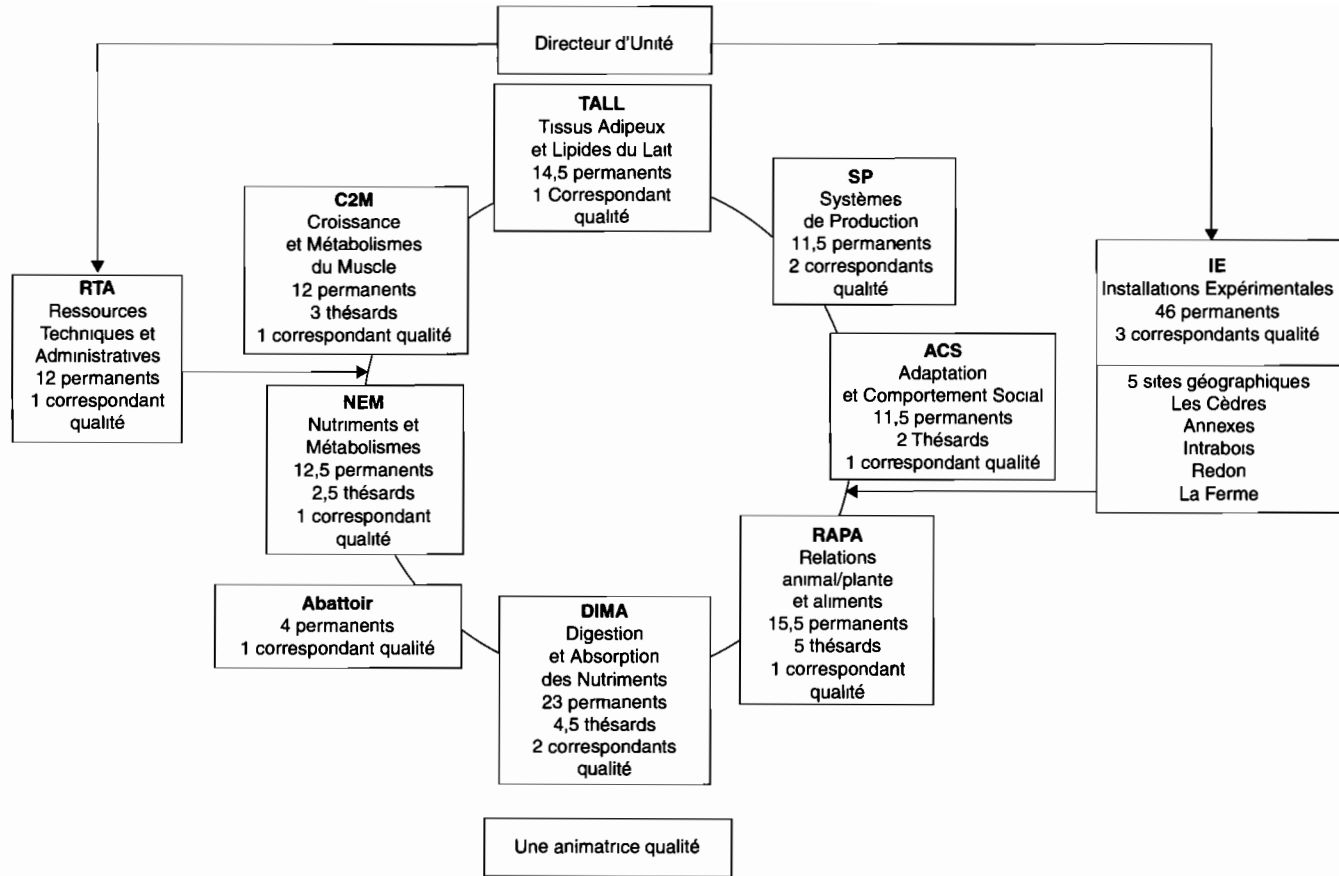 Directeur d'Unité
TALL
Tissus Adipeux
et Lipides du Lait
14,5 permanents
1 Correspondant
qualité
C2M
Croissance
et Métabolismes
du Muscle
12 permanents
3 thésards
1 correspondant qualité
SP
Systèmes
de Production
11,5 permanents
2 correspondants
qualité
RTA
Ressources
Techniques et
Administratives
12 permanents
1 correspondant
qualité
IE
Installations Expérimentales
46 permanents
3 correspondants qualité
5 sites géographiques
Les Cèdres
Annexes
Intrabois
Redon
La Ferme
ACS
Adaptation
et Comportement Social
11,5 permanents
2 Thésards
1 correspondant qualité
NEM
Nutriments et
Métabolismes
12,5 permanents
2,5 thésards
1 correspondant
qualité
RAPA
Relations
animal/plante
et aliments
15,5 permanents
5 thésards
1 correspondant
qualité
Abattoir
4 permanents
1 correspondant qualité
DIMA
Digestion
et Absorption
des Nutriments
23 permanents
4,5 thésards
2 correspondants
qualité
Une animatrice qualité